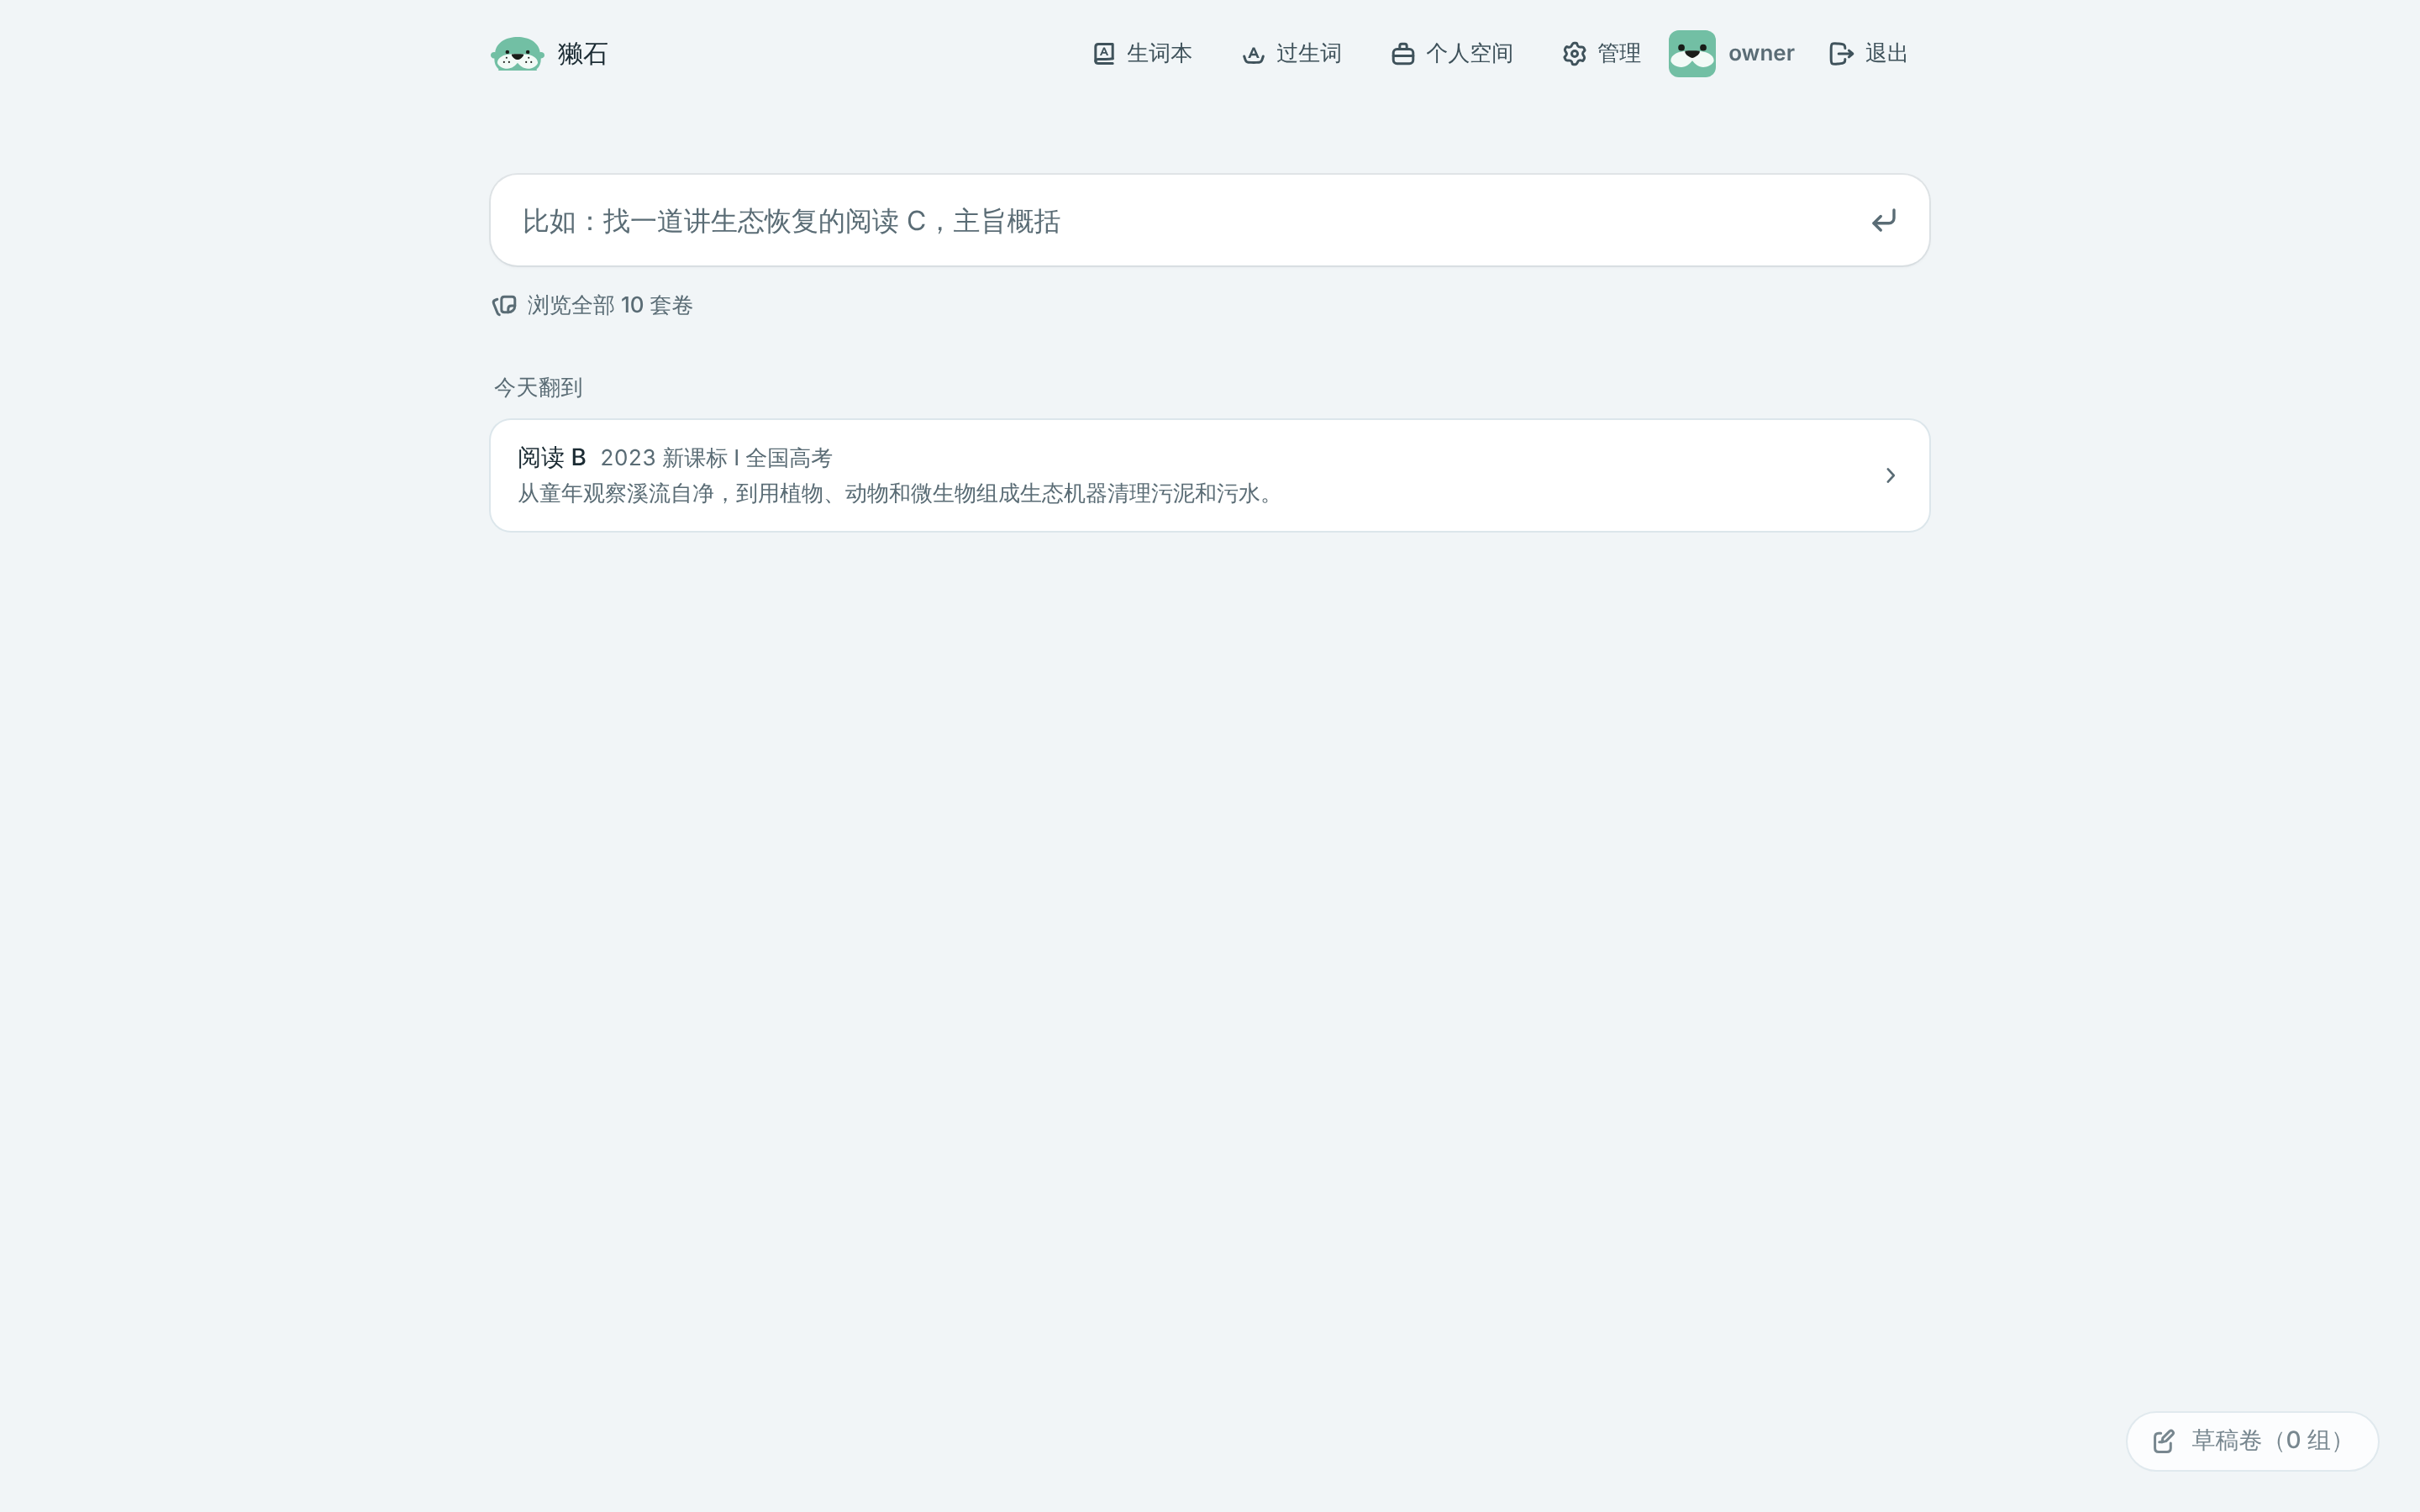 獭石
生词本
过生词
个人空间
管理
owner
退出
比如：找一道讲生态恢复的阅读 C，主旨概括
浏览全部 10 套卷
今天翻到
阅读 B 2023 新课标 I 全国高考
从童年观察溪流自净，到用植物、动物和微生物组成生态机器清理污泥和污水。
草稿卷（0 组）